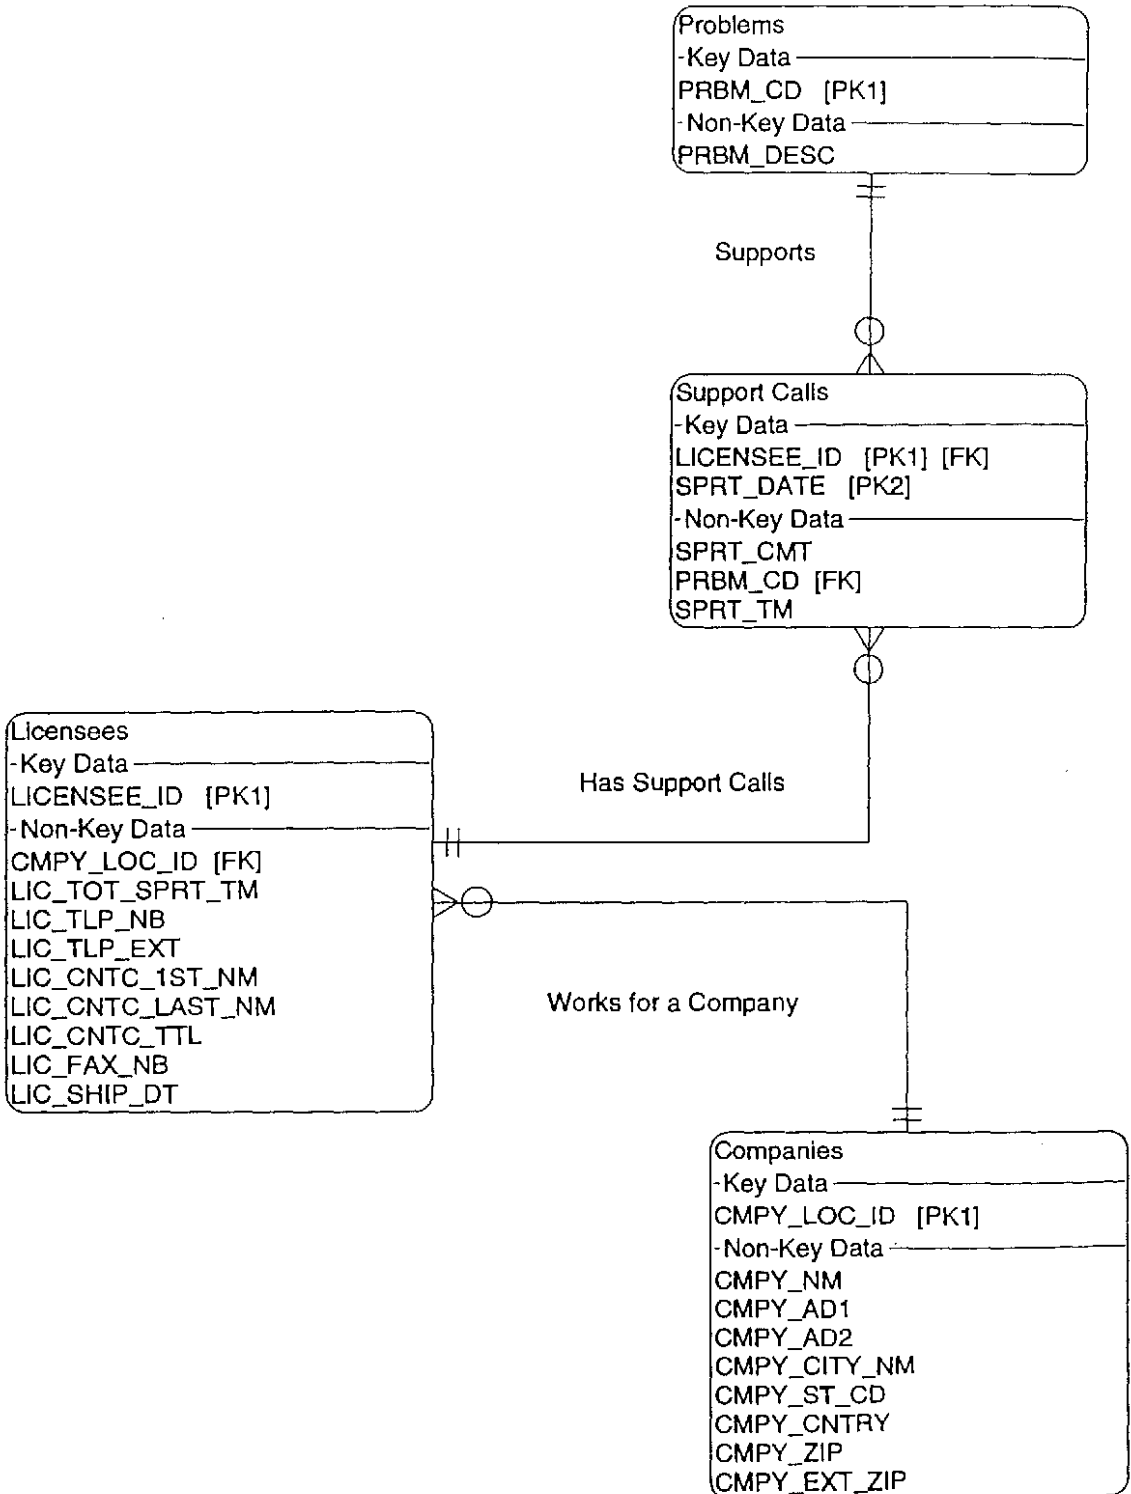 Problems
-Key Data
PRBM_CD [PK1]
-Non-Key Data
PRBM_DESC
Supports
Support Calls
-Key Data
LICENSEE_ID [PK1] [FK]
SPRT_DATE [PK2]
-Non-Key Data
SPRT_CMT
PRBM_CD [FK]
SPRT_TM
Has Support Calls
Licensees
-Key Data
LICENSEE_ID [PK1]
-Non-Key Data
CMPY_LOC_ID [FK]
LIC_TOT_SPRT_TM
LIC_TLP_NB
LIC_TLP_EXT
LIC_CNTC_1ST_NM
LIC_CNTC_LAST_NM
LIC_CNTC_TTL
LIC_FAX_NB
LIC_SHIP_DT
Works for a Company
Companies
-Key Data
CMPY_LOC_ID [PK1]
-Non-Key Data
CMPY_NM
CMPY_AD1
CMPY_AD2
CMPY_CITY_NM
CMPY_ST_CD
CMPY_CNTRY
CMPY_ZIP
CMPY_EXT_ZIP